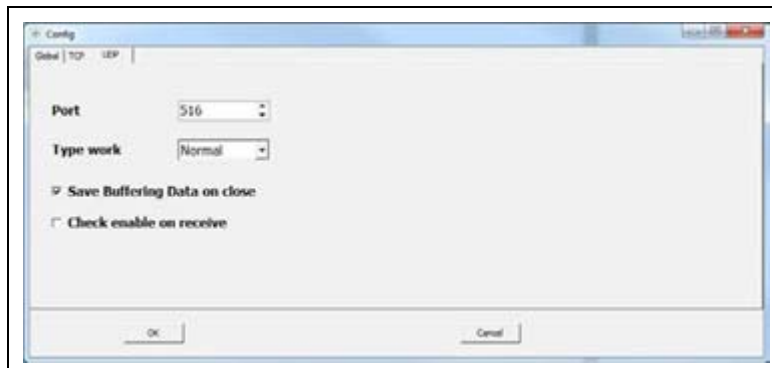 Config
Global TCP UDP
Port 516
Type work Normal
Save Buffering Data on close
Check enable on receive
OK Cancel